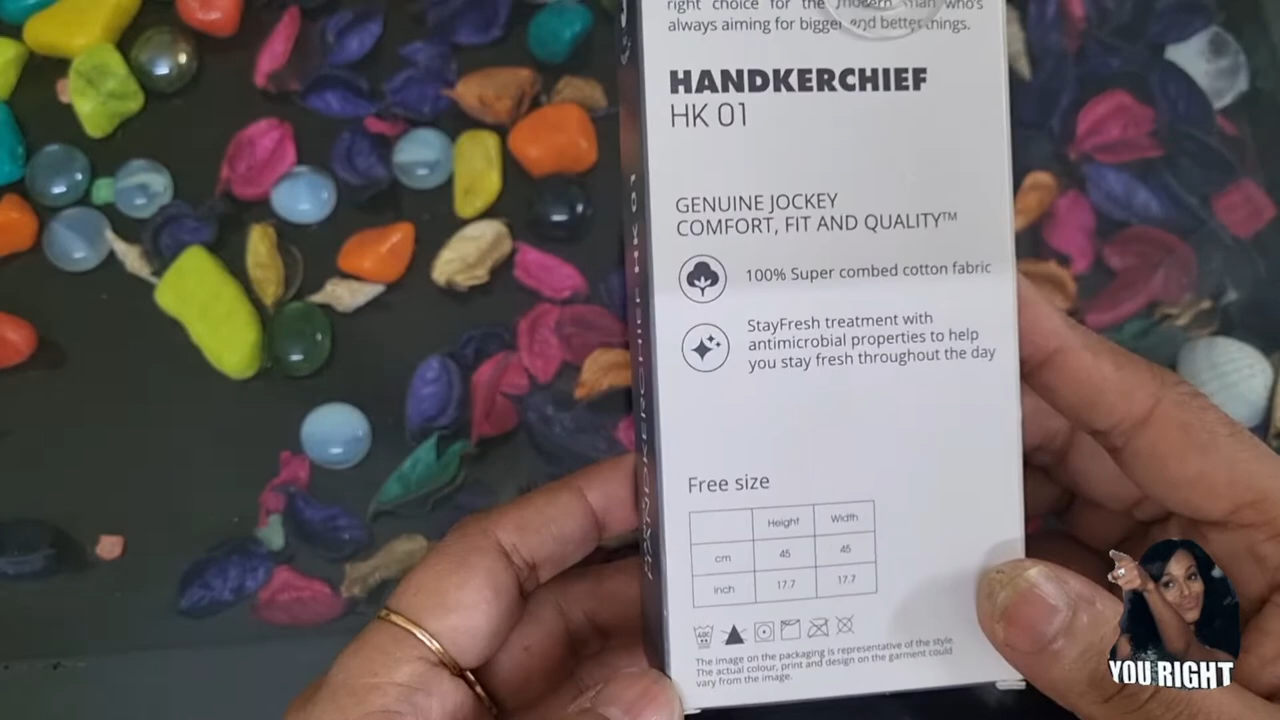 right choice for the modern man who's
always aiming for bigger and better things.
HANDKERCHIEF
HK 01
GENUINE JOCKEY
COMFORT, FIT AND QUALITY™
100% Super combed cotton fabric
StayFresh treatment with
antimicrobial properties to help
you stay fresh throughout the day
Free size
Height Width
cm 45 45
inch 17.7 17.7
40C
The image on the packaging is representative of the style.
The actual colour, print and design on the garment could
vary from the image.
HANDKERCHIEF HK 01
YOU RIGHT